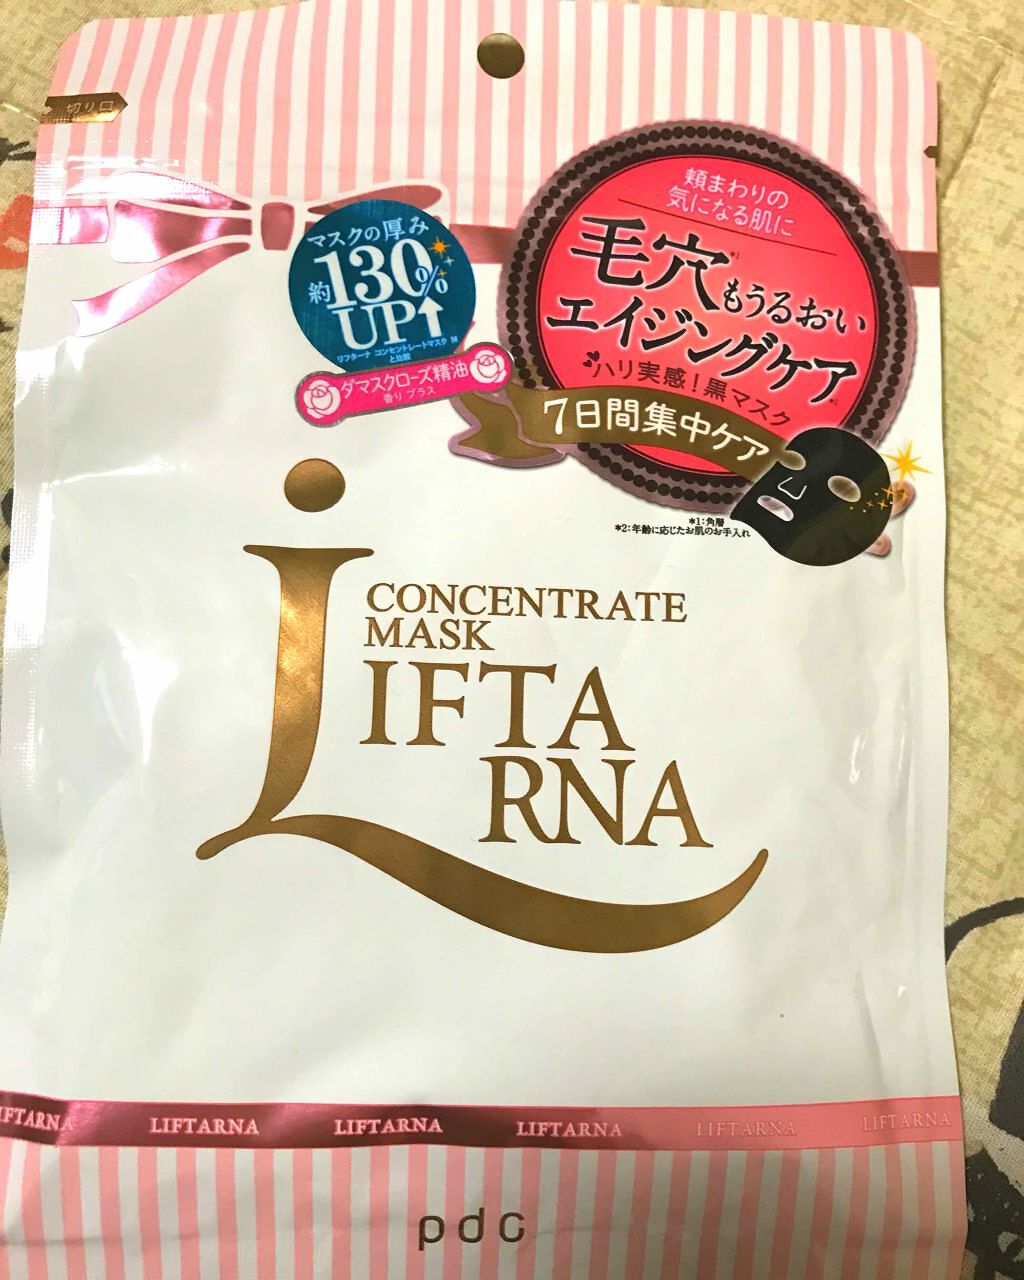 切り口
マスクの厚み
約130%
UP↑
リフターナ コンセントレートマスク M
と比較
ダマスクローズ精油
香り プラス
頬まわりの
気になる肌に
毛穴*1もうるおい
エイジングケア
ハリ実感!黒マスク
7日間集中ケア
*1:角層
*2:年齢に応じたお肌のお手入れ
CONCENTRATE
MASK
LIFTA
RNA
IFTARNA LIFTARNA LIFTARNA LIFTARNA LIFTARNA LIFTARNA
pdc